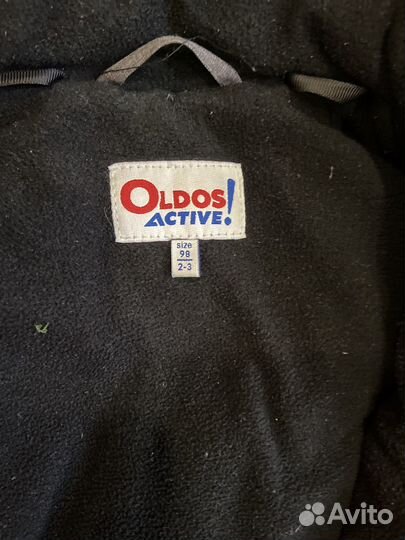 OLDOS
ACTIVE!
size
98
2-3
Avito